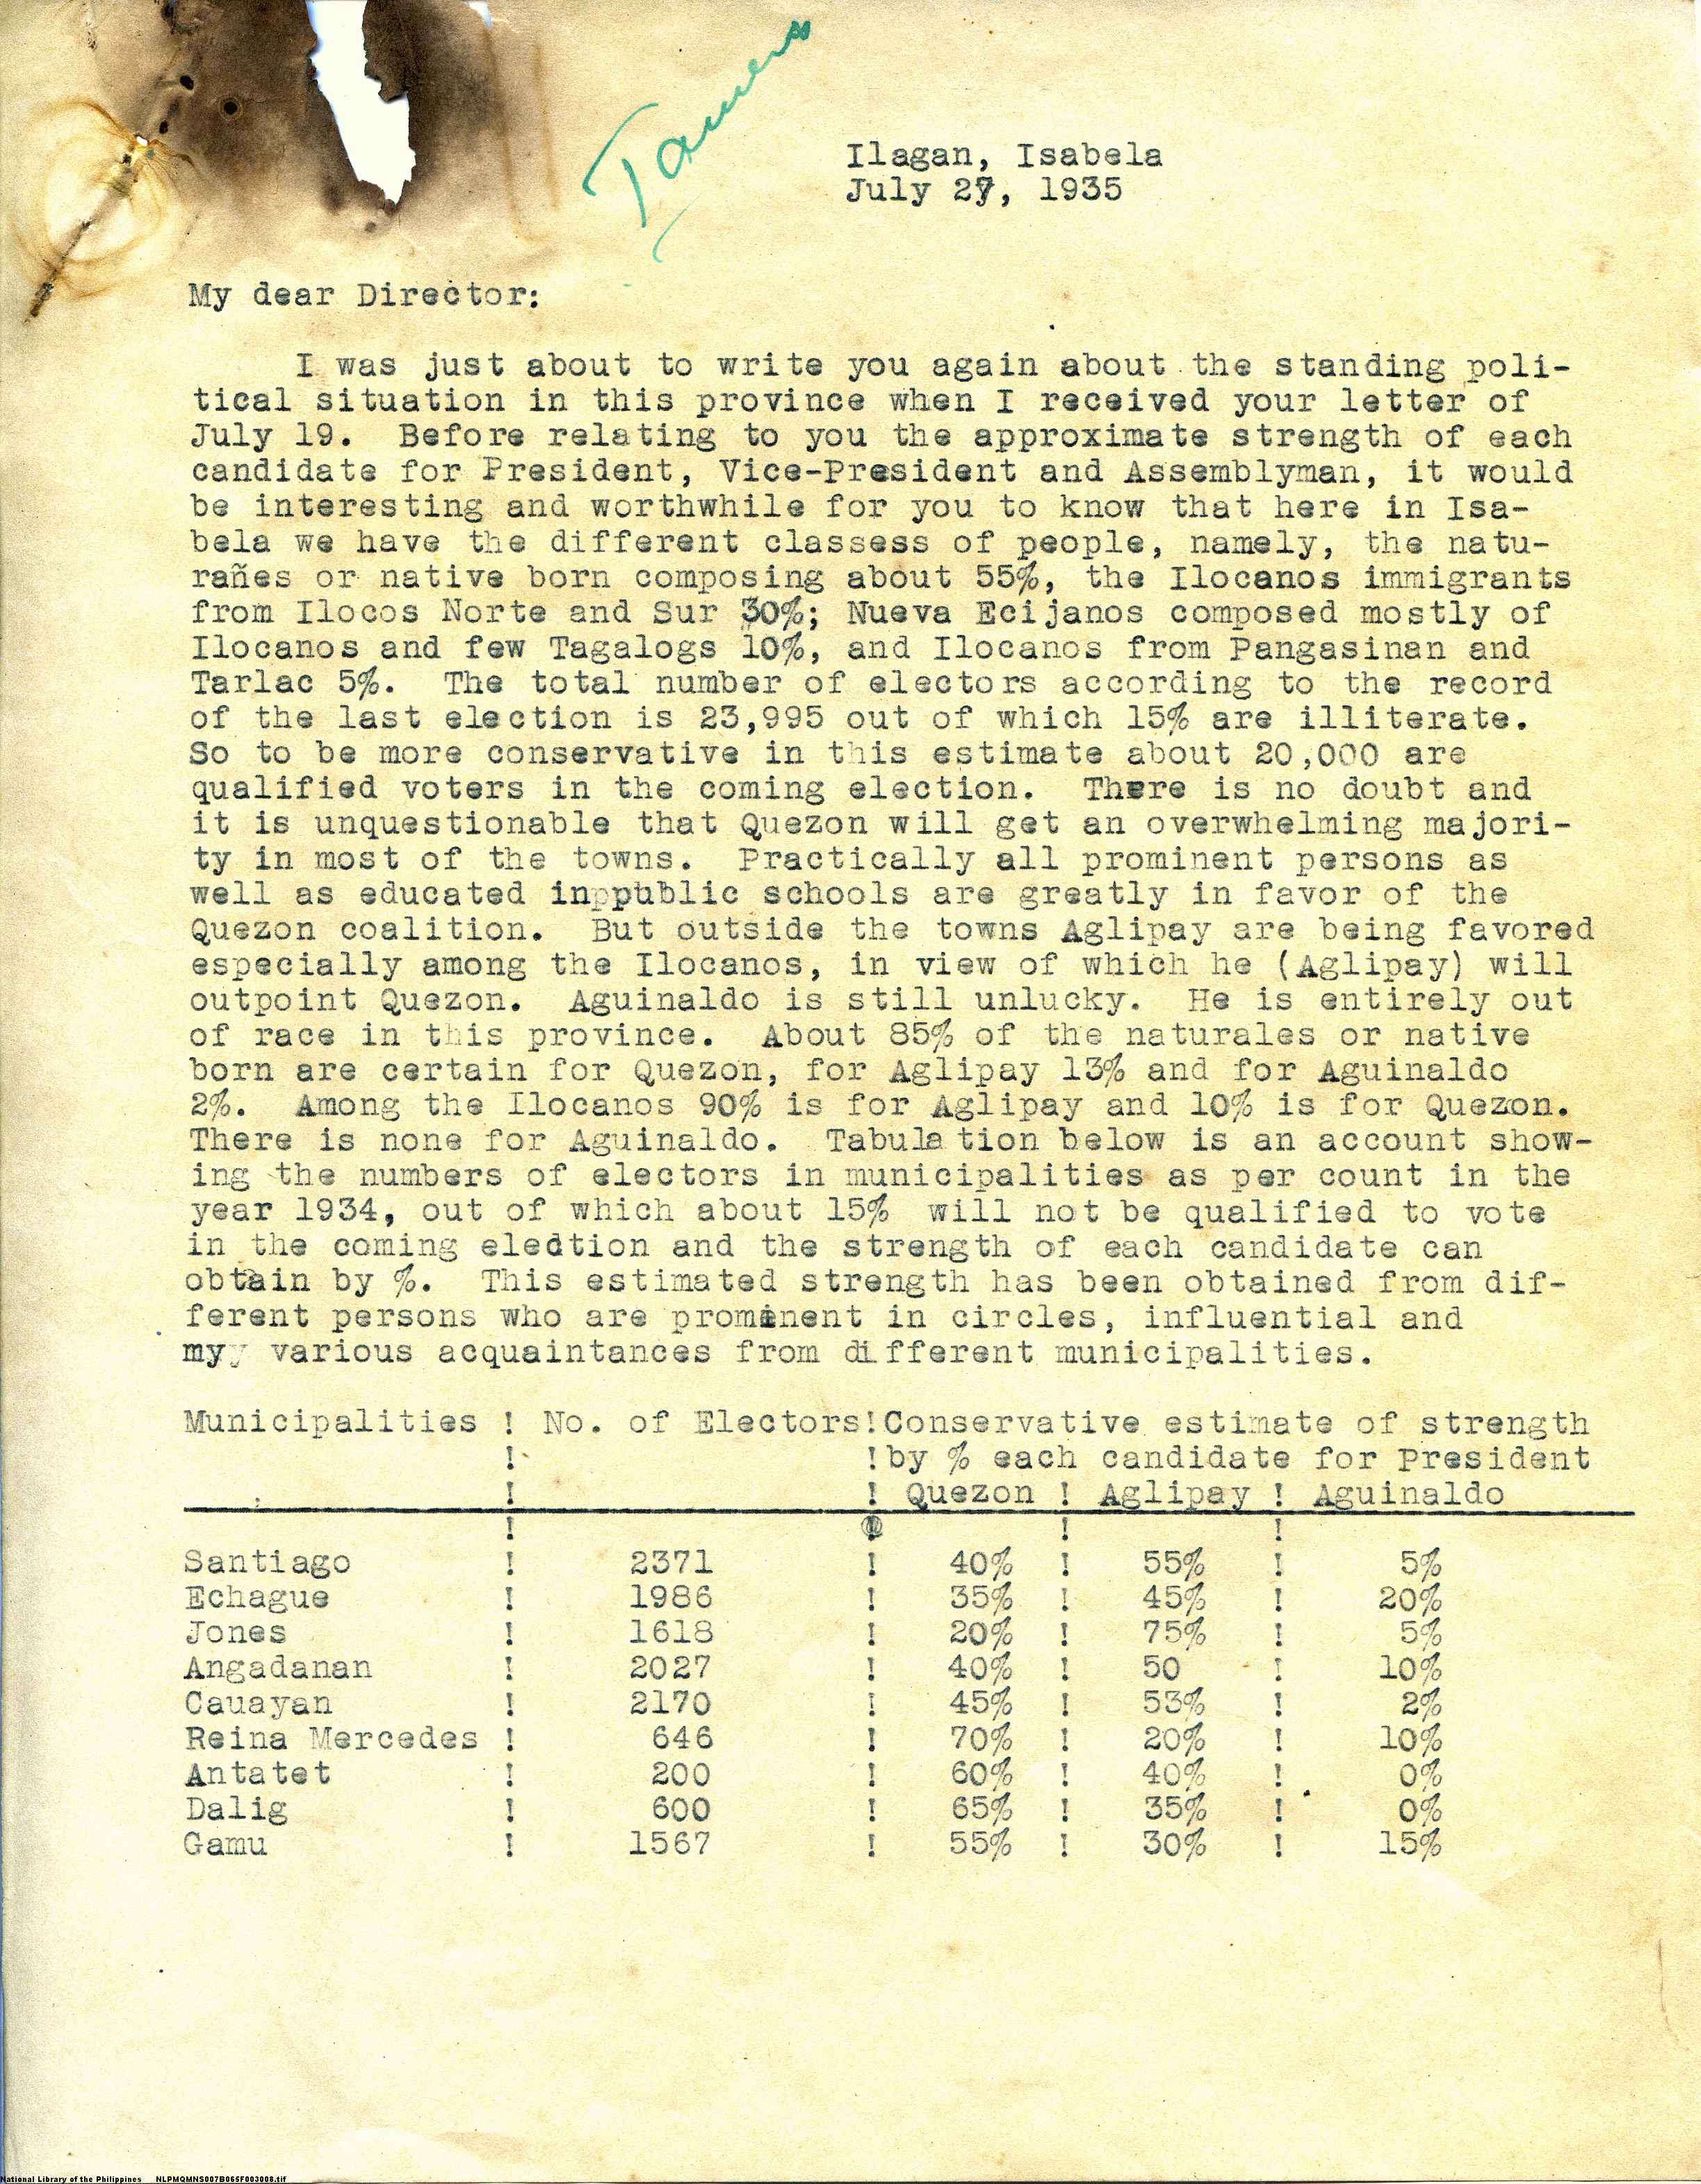 Ilagan, Isabela
July 27, 1935
My dear Director:
I was just about to write you again about the standing poli-
tical situation in this province when I received your letter of
July 19. Before relating to you the approximate strength of each
candidate for President, Vice-President and Assemblyman, it would
be interesting and worthwhile for you to know that here in Isa-
bela we have the different classess of people, namely, the natu-
rañes or native born composing about 55%, the Ilocanos immigrants
from Ilocos Norte and Sur 30%; Nueva Ecijanos composed mostly of
Ilocanos and few Tagalogs 10%, and Ilocanos from Pangasinan and
Tarlac 5%. The total number of electors according to the record
of the last election is 23,995 out of which 15% are illiterate.
So to be more conservative in this estimate about 20,000 are
qualified voters in the coming election. There is no doubt and
it is unquestionable that Quezon will get an overwhelming majori-
ty in most of the towns. Practically all prominent persons as
well as educated inppublic schools are greatly in favor of the
Quezon coalition. But outside the towns Aglipay are being favored
especially among the Ilocanos, in view of which he (Aglipay) will
outpoint Quezon. Aguinaldo is still unlucky. He is entirely out
of race in this province. About 85% of the naturales or native
born are certain for Quezon, for Aglipay 13% and for Aguinaldo
2%. Among the Ilocanos 90% is for Aglipay and 10% is for Quezon.
There is none for Aguinaldo. Tabulation below is an account show-
ing the numbers of electors in municipalities as per count in the
year 1934, out of which about 15% will not be qualified to vote
in the coming eledtion and the strength of each candidate can
obtain by %. This estimated strength has been obtained from dif-
ferent persons who are prominent in circles, influential and
myy various acquaintances from different municipalities.
Municipalities ! No. of Electors!Conservative estimate of strength
! !by % each candidate for President
! ! Quezon ! Aglipay ! Aguinaldo
! ! ! !
Santiago ! 2371 ! 40% ! 55% ! 5%
Echague ! 1986 ! 35% ! 45% ! 20%
Jones ! 1618 ! 20% ! 75% ! 5%
Angadanan ! 2027 ! 40% ! 50 ! 10%
Cauayan ! 2170 ! 45% ! 53% ! 2%
Reina Mercedes ! 646 ! 70% ! 20% ! 10%
Antatet ! 200 ! 60% ! 40% ! 0%
Dalig ! 600 ! 65% ! 35% ! 0%
Gamu ! 1567 ! 55% ! 30% ! 15%
National Library of the Philippines NLPMQMNS007B065F003008.tif